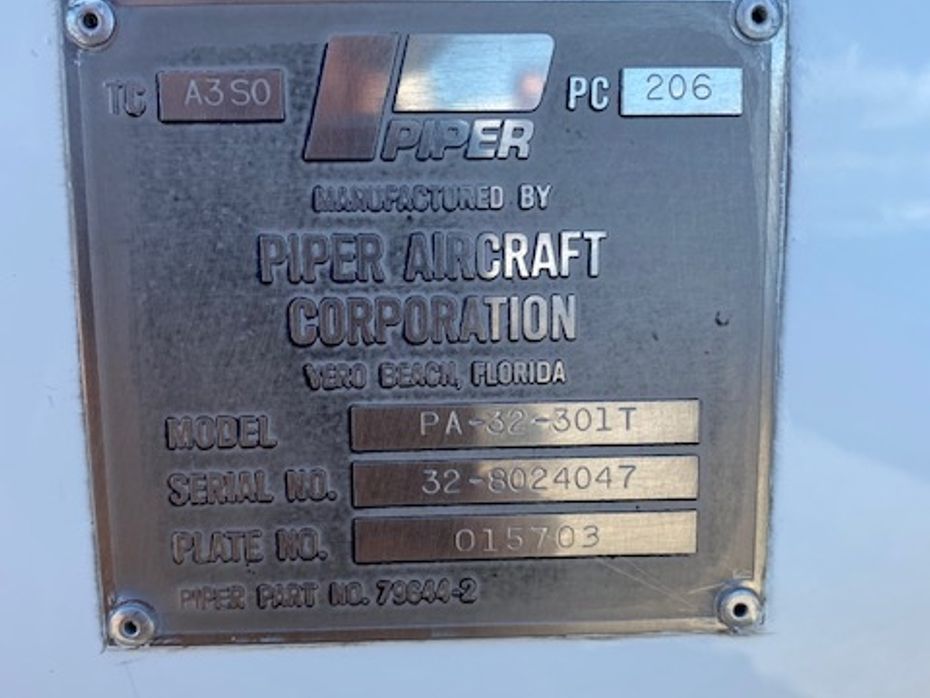 TC A3SO PIPER PC 206
MANUFACTURED BY
PIPER AIRCRAFT
CORPORATION
VERO BEACH, FLORIDA
MODEL PA-32-301T
SERIAL NO. 32-8024047
PLATE NO. 015703
PIPER PART NO. 79644-2